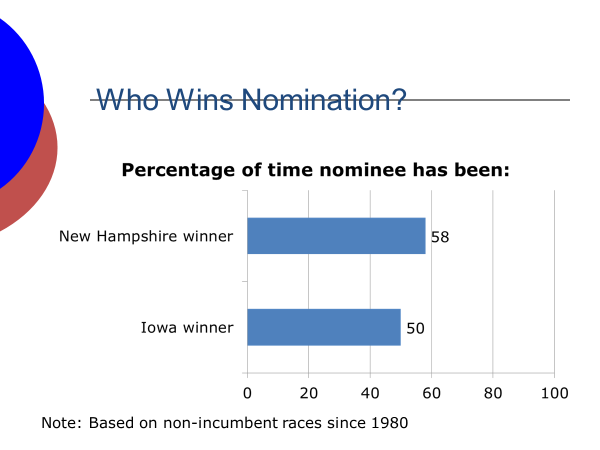 Who Wins Nomination?
Percentage of time nominee has been:
New Hampshire winner
58
Iowa winner
50
0 20 40 60 80 100
Note: Based on non-incumbent races since 1980